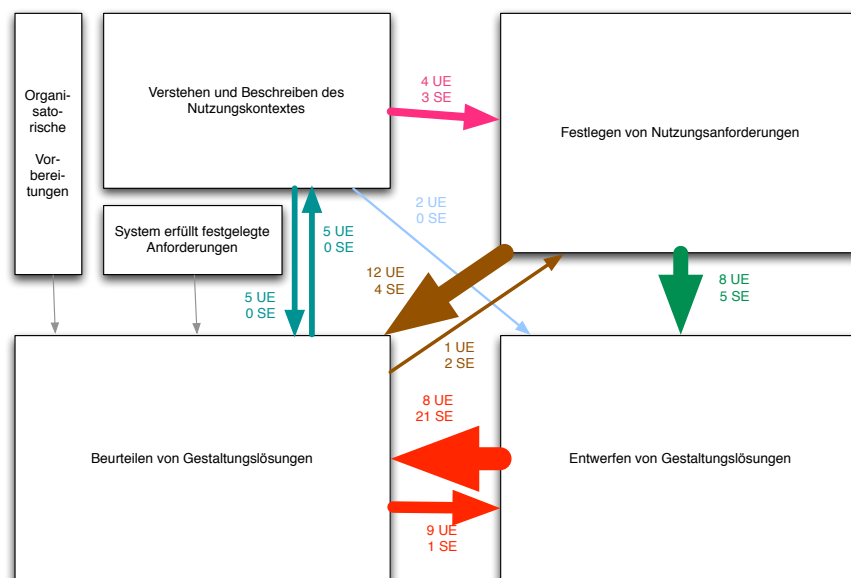 Organi-
sato-
rische
Vor-
berei-
tungen
Verstehen und Beschreiben des
Nutzungskontextes
4 UE
3 SE
Festlegen von Nutzungsanforderungen
System erfüllt festgelegte
Anforderungen
2 UE
0 SE
5 UE
0 SE
12 UE
4 SE
8 UE
5 SE
5 UE
0 SE
1 UE
2 SE
8 UE
21 SE
Beurteilen von Gestaltungslösungen
Entwerfen von Gestaltungslösungen
9 UE
1 SE